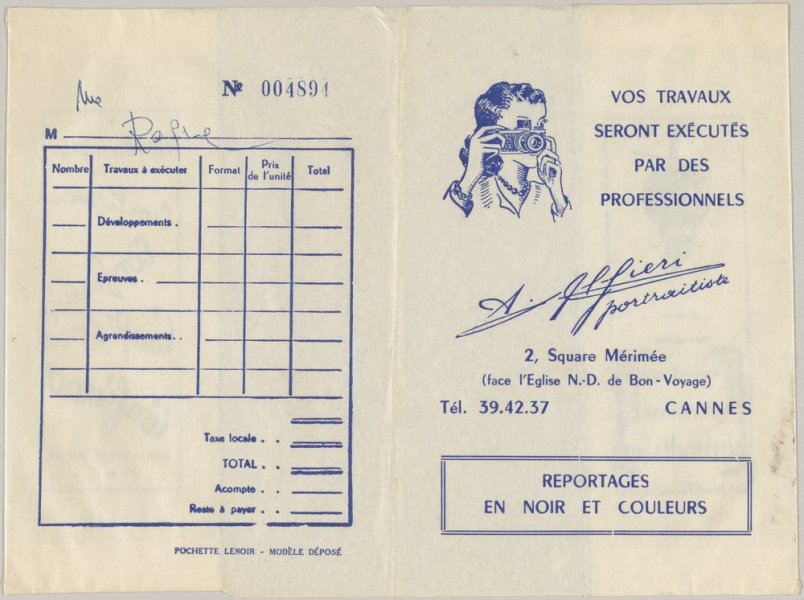 Nº 004894
Mme
M
Nombre Travaux à exécuter Format Prix de l'unité Total
Développements .
Epreuves . .
Agrandissements. .
Taxe locale . .
TOTAL . .
Acompte . .
Reste à payer . .
POCHETTE LENOIR - MODÈLE DÉPOSÉ
VOS TRAVAUX
SERONT EXÉCUTÉS
PAR DES
PROFESSIONNELS
A. Alfieri
portraitiste
2, Square Mérimée
(face l'Eglise N.-D. de Bon-Voyage)
Tél. 39.42.37 CANNES
REPORTAGES
EN NOIR ET COULEURS